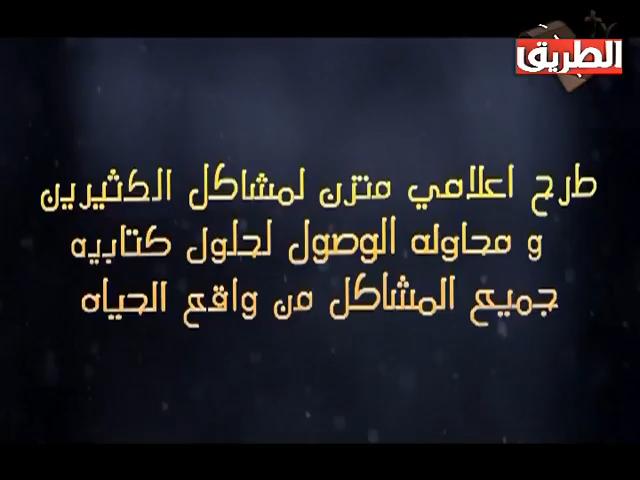 الطريق
طرح اعلامي متزن لمشاكل الكثيرين
و محاوله الوصول لحلول كتابيه
جميع المشاكل من واقع الحياه